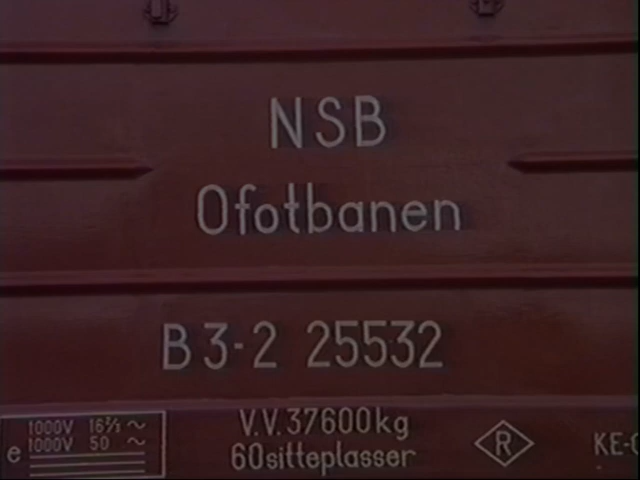 NSB
Ofotbanen
B3-2 25532
V.V.37600kg
60sitteplasser
e 1000V 16⅔ ~
1000V 50 ~
R